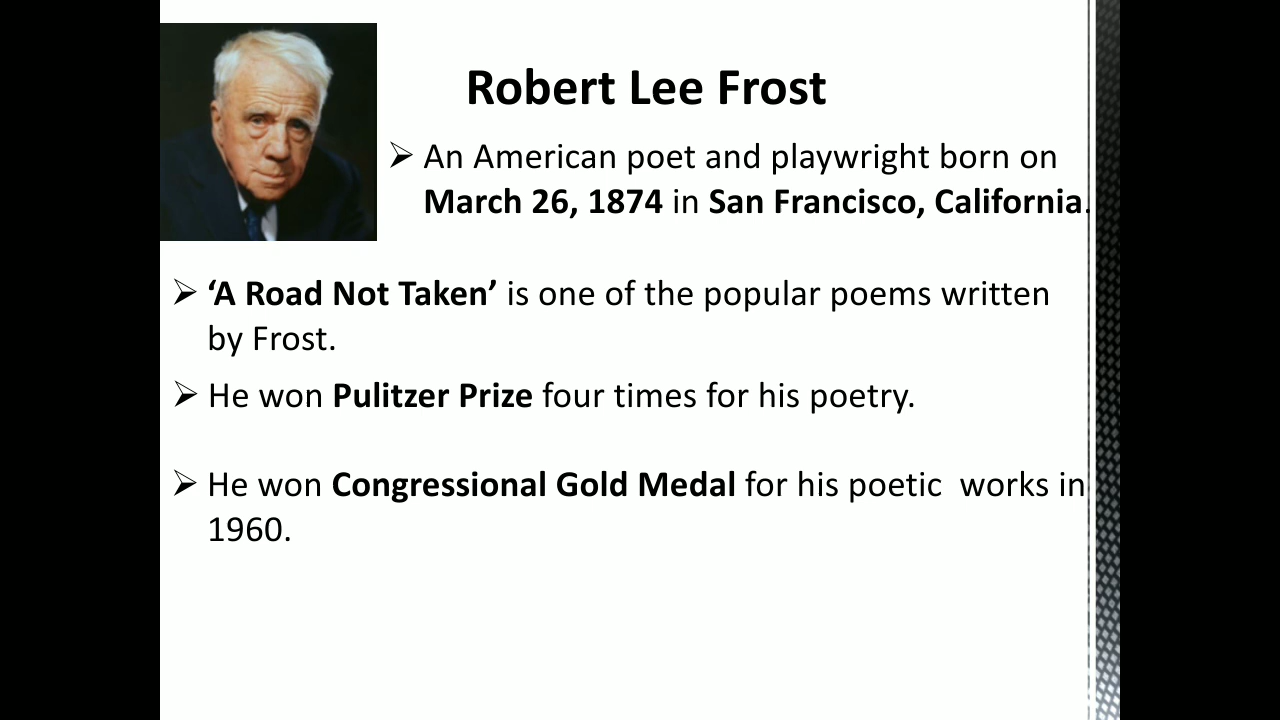 Robert Lee Frost
➢ An American poet and playwright born on
March 26, 1874 in San Francisco, California.
➢ ‘A Road Not Taken’ is one of the popular poems written
by Frost.
➢ He won Pulitzer Prize four times for his poetry.
➢ He won Congressional Gold Medal for his poetic  works in
1960.